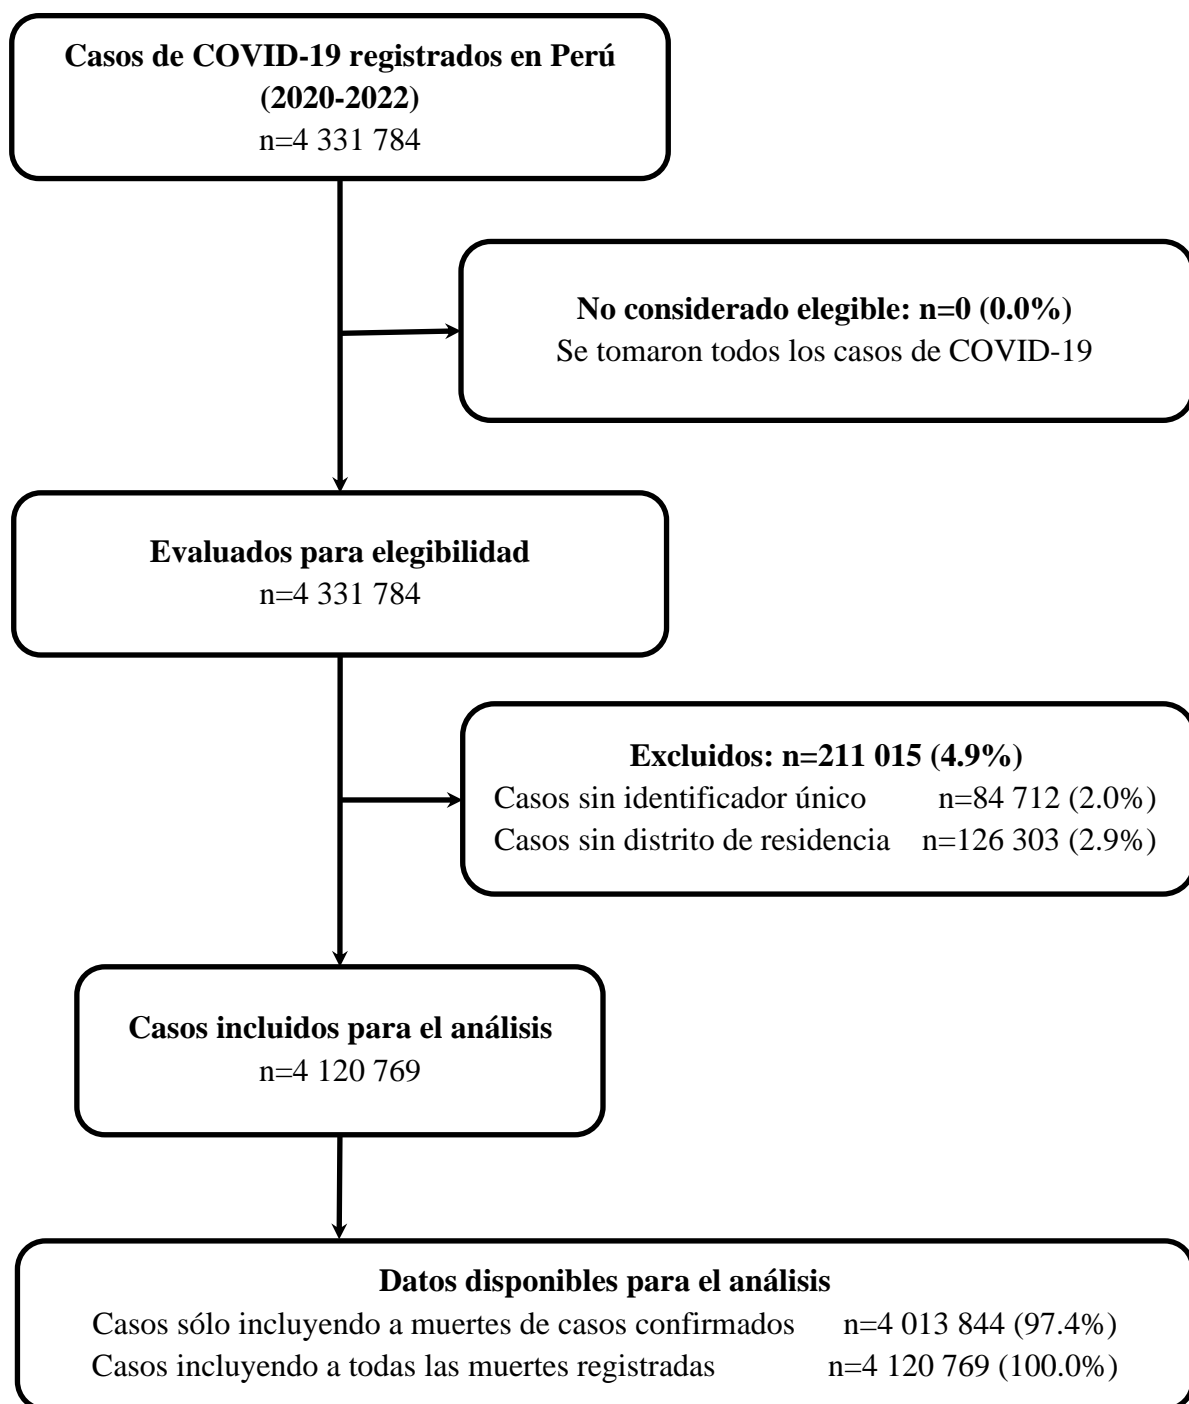 Casos de COVID-19 registrados en Perú
(2020-2022)
n=4 331 784
No considerado elegible: n=0 (0.0%)
Se tomaron todos los casos de COVID-19
Evaluados para elegibilidad
n=4 331 784
Excluidos: n=211 015 (4.9%)
Casos sin identificador único n=84 712 (2.0%)
Casos sin distrito de residencia n=126 303 (2.9%)
Casos incluidos para el análisis
n=4 120 769
Datos disponibles para el análisis
Casos sólo incluyendo a muertes de casos confirmados n=4 013 844 (97.4%)
Casos incluyendo a todas las muertes registradas n=4 120 769 (100.0%)